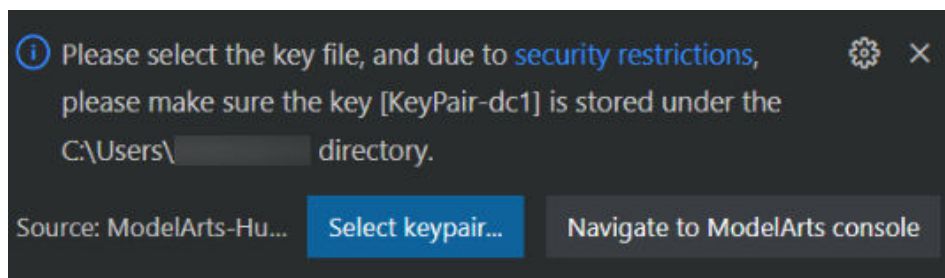 Please select the key file, and due to security restrictions,
please make sure the key [KeyPair-dc1] is stored under the
C:\Users\ directory.
Source: ModelArts-Hu... Select keypair... Navigate to ModelArts console